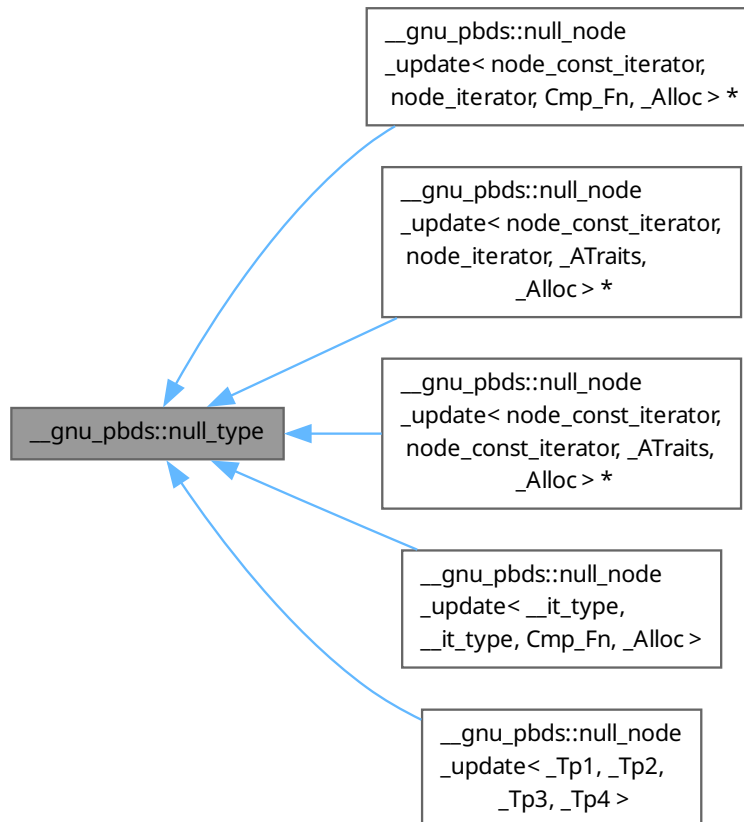 __gnu_pbds::null_node
_update< node_const_iterator,
node_iterator, Cmp_Fn, _Alloc > *
__gnu_pbds::null_node
_update< node_const_iterator,
node_iterator, _ATraits,
_Alloc > *
__gnu_pbds::null_type
__gnu_pbds::null_node
_update< node_const_iterator,
node_const_iterator, _ATraits,
_Alloc > *
__gnu_pbds::null_node
_update< __it_type,
__it_type, Cmp_Fn, _Alloc >
__gnu_pbds::null_node
_update< _Tp1, _Tp2,
_Tp3, _Tp4 >